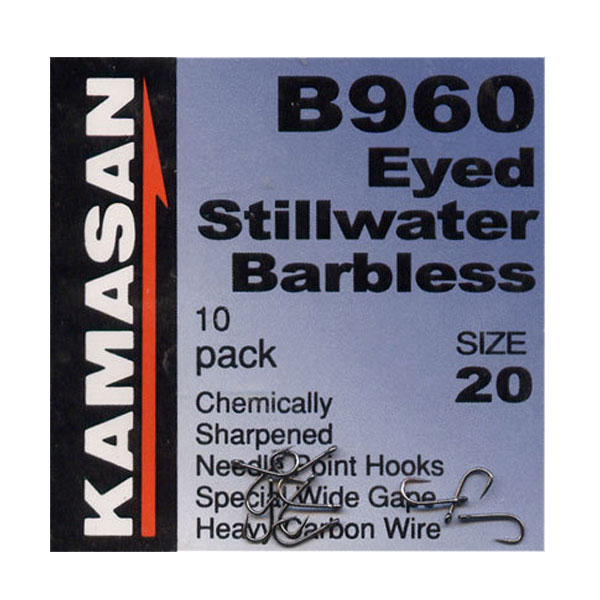 KAMASAN
B960
Eyed
Stillwater
Barbless
10
pack
SIZE
20
Chemically
Sharpened
Needle Point Hooks
Special Wide Gape
Heavy Carbon Wire